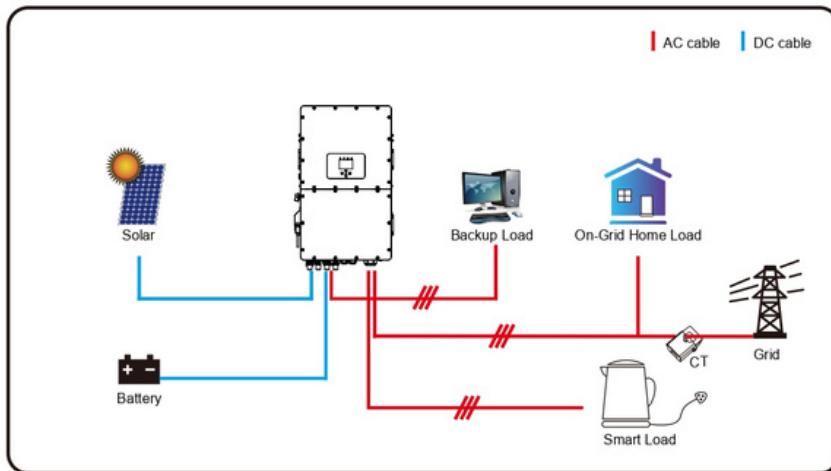 AC cable
DC cable
Solar
Backup Load
On-Grid Home Load
CT
Grid
Battery
Smart Load